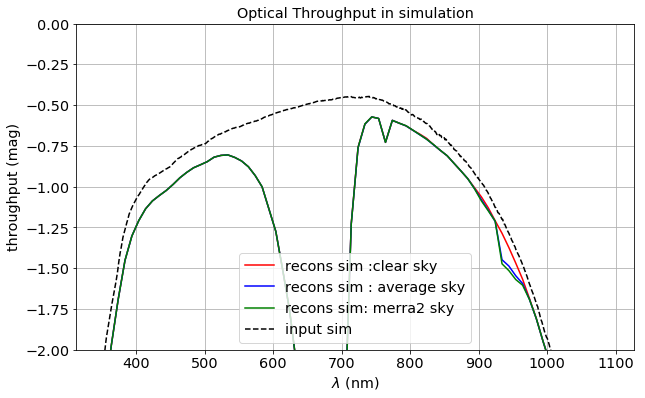 Optical Throughput in simulation
throughput (mag)
0.00
−0.25
−0.50
−0.75
−1.00
−1.25
−1.50
−1.75
−2.00
recons sim :clear sky
recons sim : average sky
recons sim: merra2 sky
input sim
400 500 600 700 800 900 1000 1100
λ (nm)